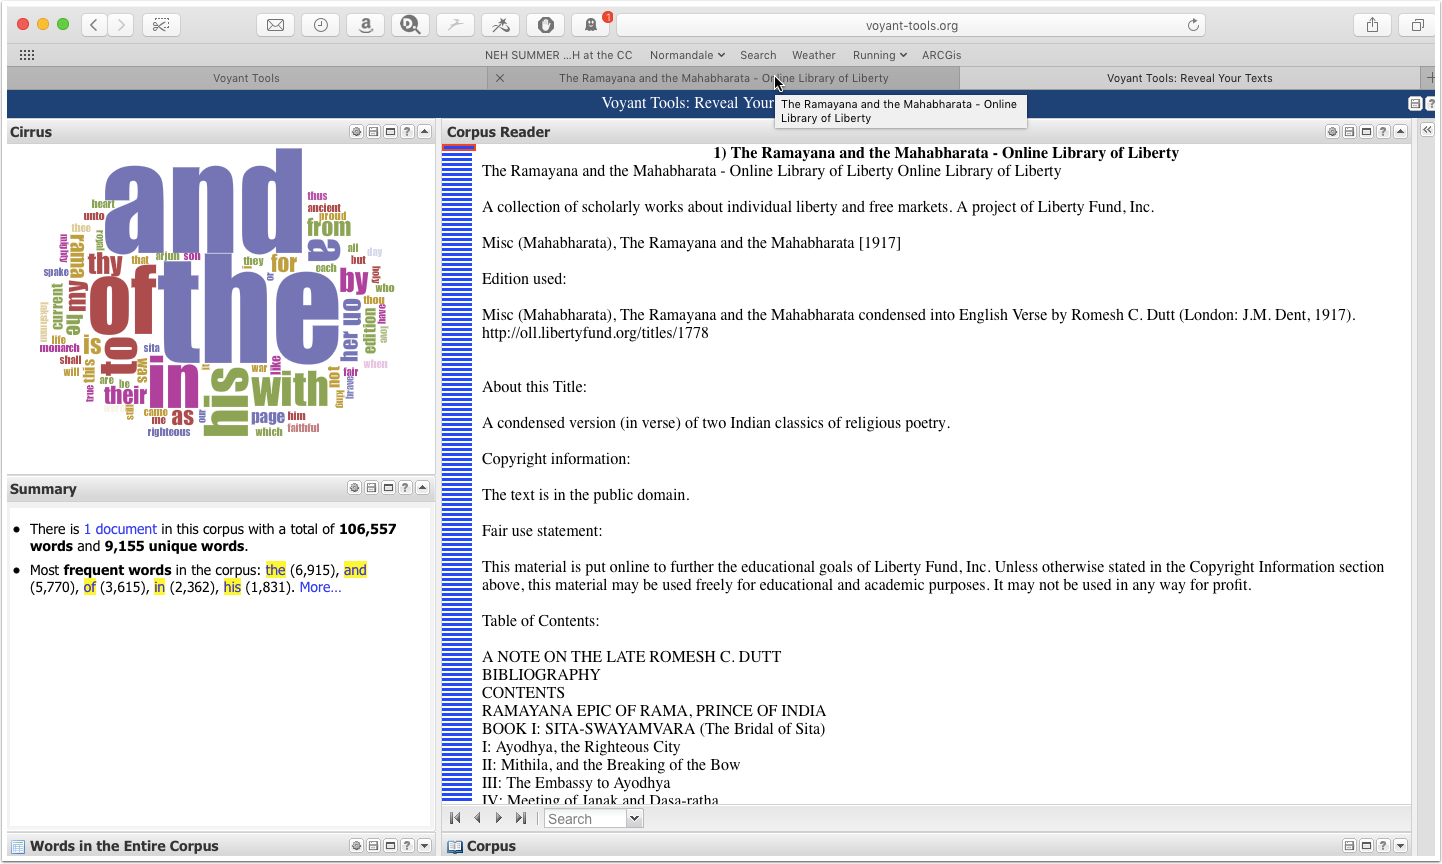 1
voyant-tools.org
NEH SUMMER ...H at the CC Normandale Search Weather Running ARCGis
Voyant Tools
The Ramayana and the Mahabharata - Online Library of Liberty
Voyant Tools: Reveal Your Texts
Voyant Tools: Reveal Your
The Ramayana and the Mahabharata - Online
Library of Liberty
Cirrus
and
the
of
in
his
with
to
by
for
from
a
thy
my
is
as
her
on
he
their
page
edition
current
rama
thus
ancient
proud
heart
unto
thee
royal
mighty
that
arjun
son
they
or
each
all
but
day
holy
who
thou
have
love
spake
lakshman
life
monarch
shall
will
this
true
are
be
was
sita
war
like
not
king
fair
brave
when
came
me
our
him
which
faithful
righteous
Summary
There is 1 document in this corpus with a total of 106,557
words and 9,155 unique words.
Most frequent words in the corpus: the (6,915), and
(5,770), of (3,615), in (2,362), his (1,831). More...
Words in the Entire Corpus
Corpus Reader
1) The Ramayana and the Mahabharata - Online Library of Liberty
The Ramayana and the Mahabharata - Online Library of Liberty Online Library of Liberty
A collection of scholarly works about individual liberty and free markets. A project of Liberty Fund, Inc.
Misc (Mahabharata), The Ramayana and the Mahabharata [1917]
Edition used:
Misc (Mahabharata), The Ramayana and the Mahabharata condensed into English Verse by Romesh C. Dutt (London: J.M. Dent, 1917).
http://oll.libertyfund.org/titles/1778
About this Title:
A condensed version (in verse) of two Indian classics of religious poetry.
Copyright information:
The text is in the public domain.
Fair use statement:
This material is put online to further the educational goals of Liberty Fund, Inc. Unless otherwise stated in the Copyright Information section
above, this material may be used freely for educational and academic purposes. It may not be used in any way for profit.
Table of Contents:
A NOTE ON THE LATE ROMESH C. DUTT
BIBLIOGRAPHY
CONTENTS
RAMAYANA EPIC OF RAMA, PRINCE OF INDIA
BOOK I: SITA-SWAYAMVARA (The Bridal of Sita)
I: Ayodhya, the Righteous City
II: Mithila, and the Breaking of the Bow
III: The Embassy to Ayodhya
IV: Meeting of Janak and Dasa-ratha
Search
Corpus